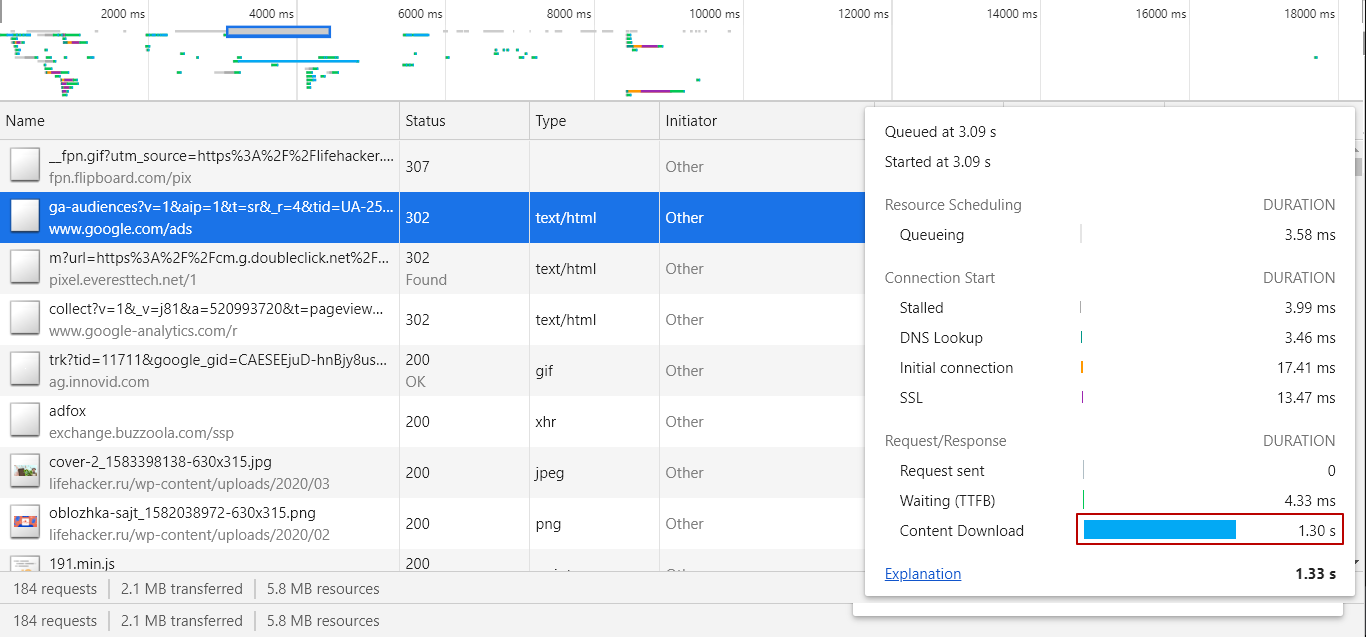 2000 ms 4000 ms 6000 ms 8000 ms 10000 ms 12000 ms 14000 ms 16000 ms 18000 ms
Name Status Type Initiator
__fpn.gif?utm_source=https%3A%2F%2Flifehacker....
fpn.flipboard.com/pix
307 Other
ga-audiences?v=1&aip=1&t=sr&_r=4&tid=UA-25...
www.google.com/ads
302 text/html Other
m?url=https%3A%2F%2Fcm.g.doubleclick.net%2F...
pixel.everesttech.net/1
302
Found
text/html Other
collect?v=1&_v=j81&a=520993720&t=pageview...
www.google-analytics.com/r
302 text/html Other
trk?tid=11711&google_gid=CAESEEjuD-hnBjy8us...
ag.innovid.com
200
OK
gif Other
adfox
exchange.buzzoola.com/ssp
200 xhr Other
cover-2_1583398138-630x315.jpg
lifehacker.ru/wp-content/uploads/2020/03
200 jpeg Other
oblozhka-sajt_1582038972-630x315.png
lifehacker.ru/wp-content/uploads/2020/02
200 png Other
191.min.js 200
184 requests 2.1 MB transferred 5.8 MB resources
184 requests 2.1 MB transferred 5.8 MB resources
Queued at 3.09 s
Started at 3.09 s
Resource Scheduling DURATION
Queueing 3.58 ms
Connection Start DURATION
Stalled 3.99 ms
DNS Lookup 3.46 ms
Initial connection 17.41 ms
SSL 13.47 ms
Request/Response DURATION
Request sent 0
Waiting (TTFB) 4.33 ms
Content Download 1.30 s
Explanation 1.33 s